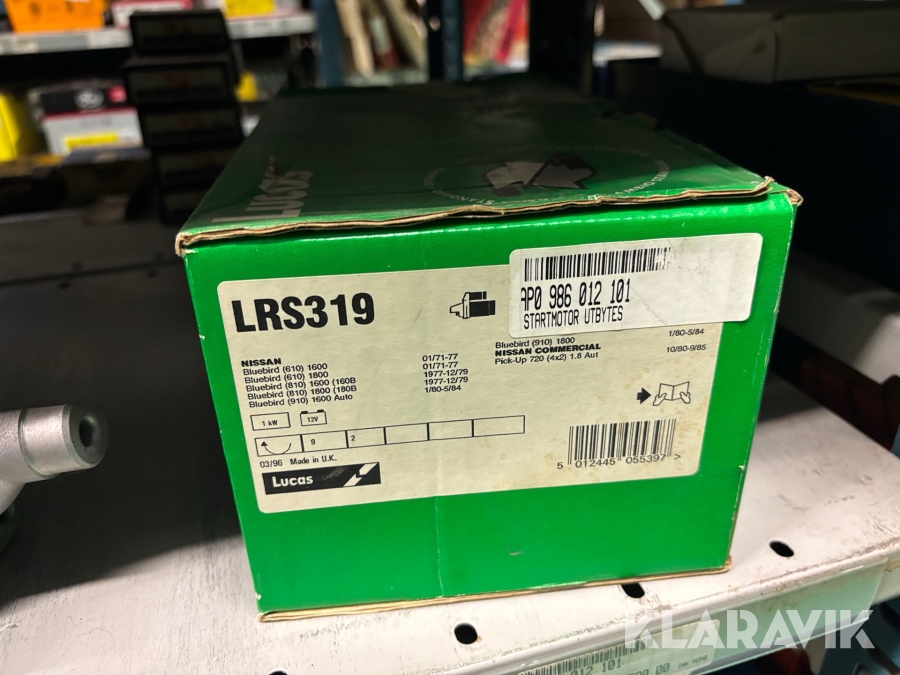 Lucas
LRS319
AP0 986 012 101
STARTMOTOR UTBYTES
NISSAN
Bluebird (610) 1600 01/71-77
Bluebird (610) 1800 01/71-77
Bluebird (810) 1600 (160B 1977-12/79
Bluebird (810) 1800 (180B 1977-12/79
Bluebird (910) 1600 Auto 1/80-5/84
Bluebird (910) 1800 1/80-5/84
NISSAN COMMERCIAL
Pick-Up 720 (4x2) 1.8 Aut 10/80-9/85
1 kW 12V
9 2
03/96 Made in U.K.
Lucas
5 012445 055397 >
KLARAVIK
012 101